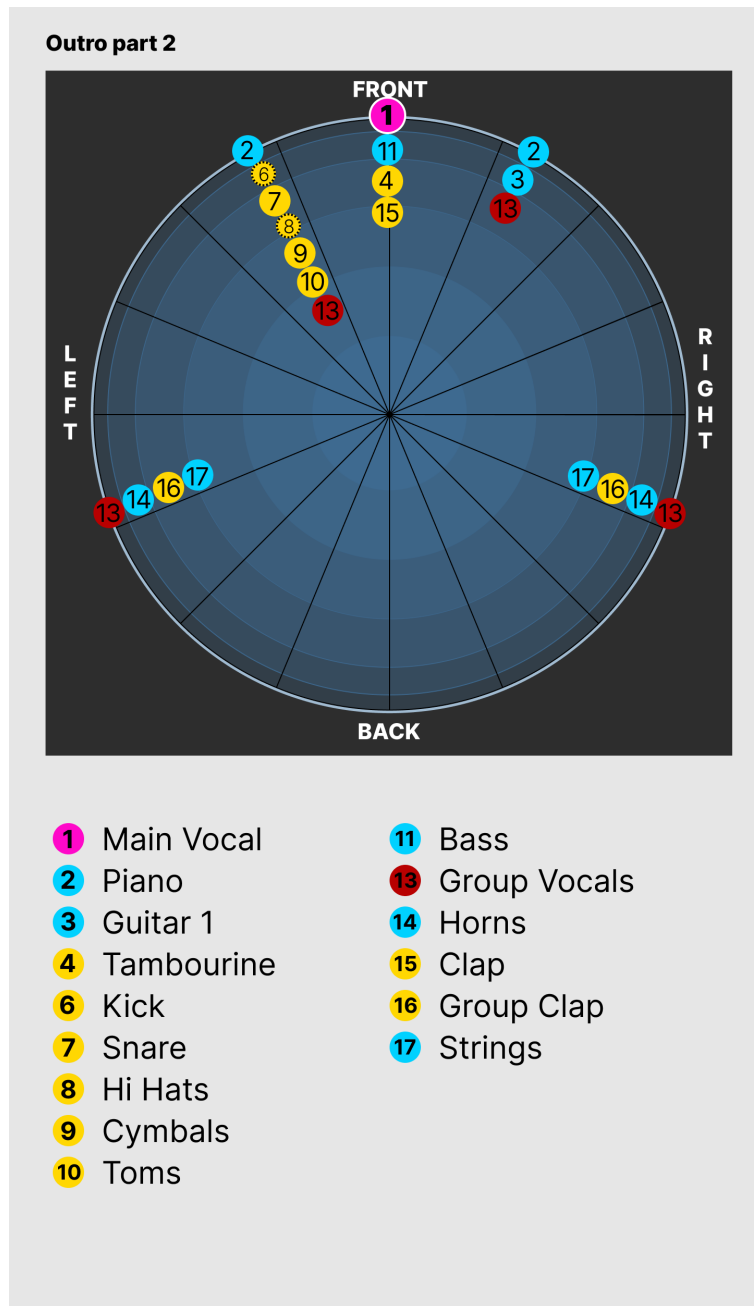 Outro part 2
FRONT
1
2 11 2
6 4 3
7 15 13
8
9
10
13
LEFT
RIGHT
17 17
16 16
14 14
13 13
BACK
1 Main Vocal
2 Piano
3 Guitar 1
4 Tambourine
6 Kick
7 Snare
8 Hi Hats
9 Cymbals
10 Toms
11 Bass
13 Group Vocals
14 Horns
15 Clap
16 Group Clap
17 Strings